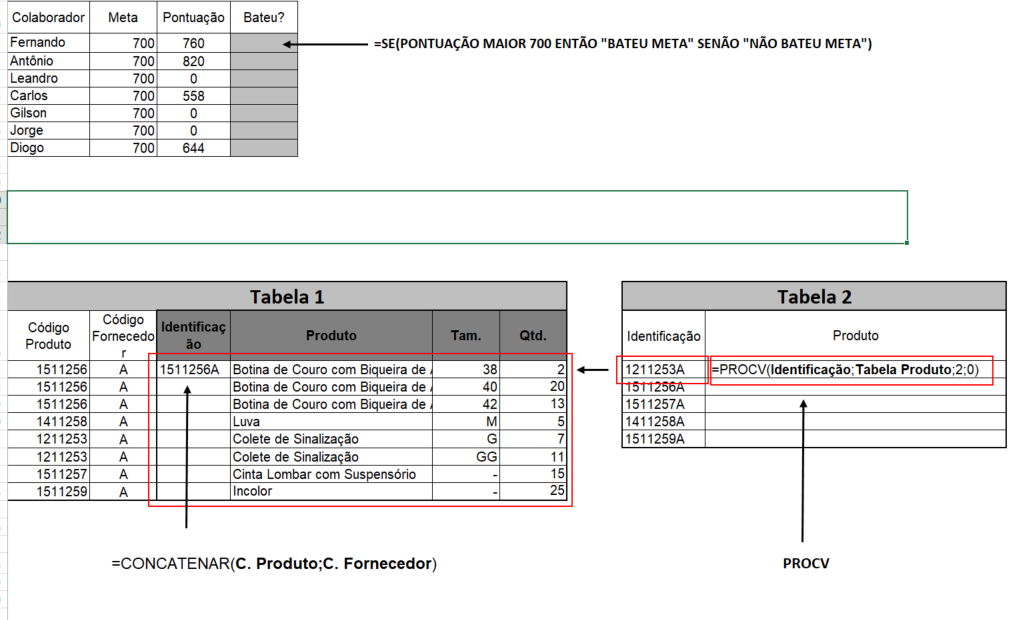 Colaborador Meta Pontuação Bateu?
Fernando 700 760
=SE(PONTUAÇÃO MAIOR 700 ENTÃO "BATEU META" SENÃO "NÃO BATEU META")
Antônio 700 820
Leandro 700 0
Carlos 700 558
Gilson 700 0
Jorge 700 0
Diogo 700 644
Tabela 1
Código Produto
Código Fornecedo
r
Identificaç
ão
Produto Tam. Qtd.
1511256 A 1511256A Botina de Couro com Biqueira de 38 2
1511256 A Botina de Couro com Biqueira de 40 20
1511256 A Botina de Couro com Biqueira de 42 13
1411258 A Luva M 5
1211253 A Colete de Sinalização G 7
1211253 A Colete de Sinalização GG 11
1511257 A Cinta Lombar com Suspensório - 15
1511259 A Incolor - 25
=CONCATENAR(C. Produto;C. Fornecedor)
Tabela 2
Identificação Produto
1211253A =PROCV(Identificação;Tabela Produto;2;0)
1511256A
1511257A
1411258A
1511259A
PROCV